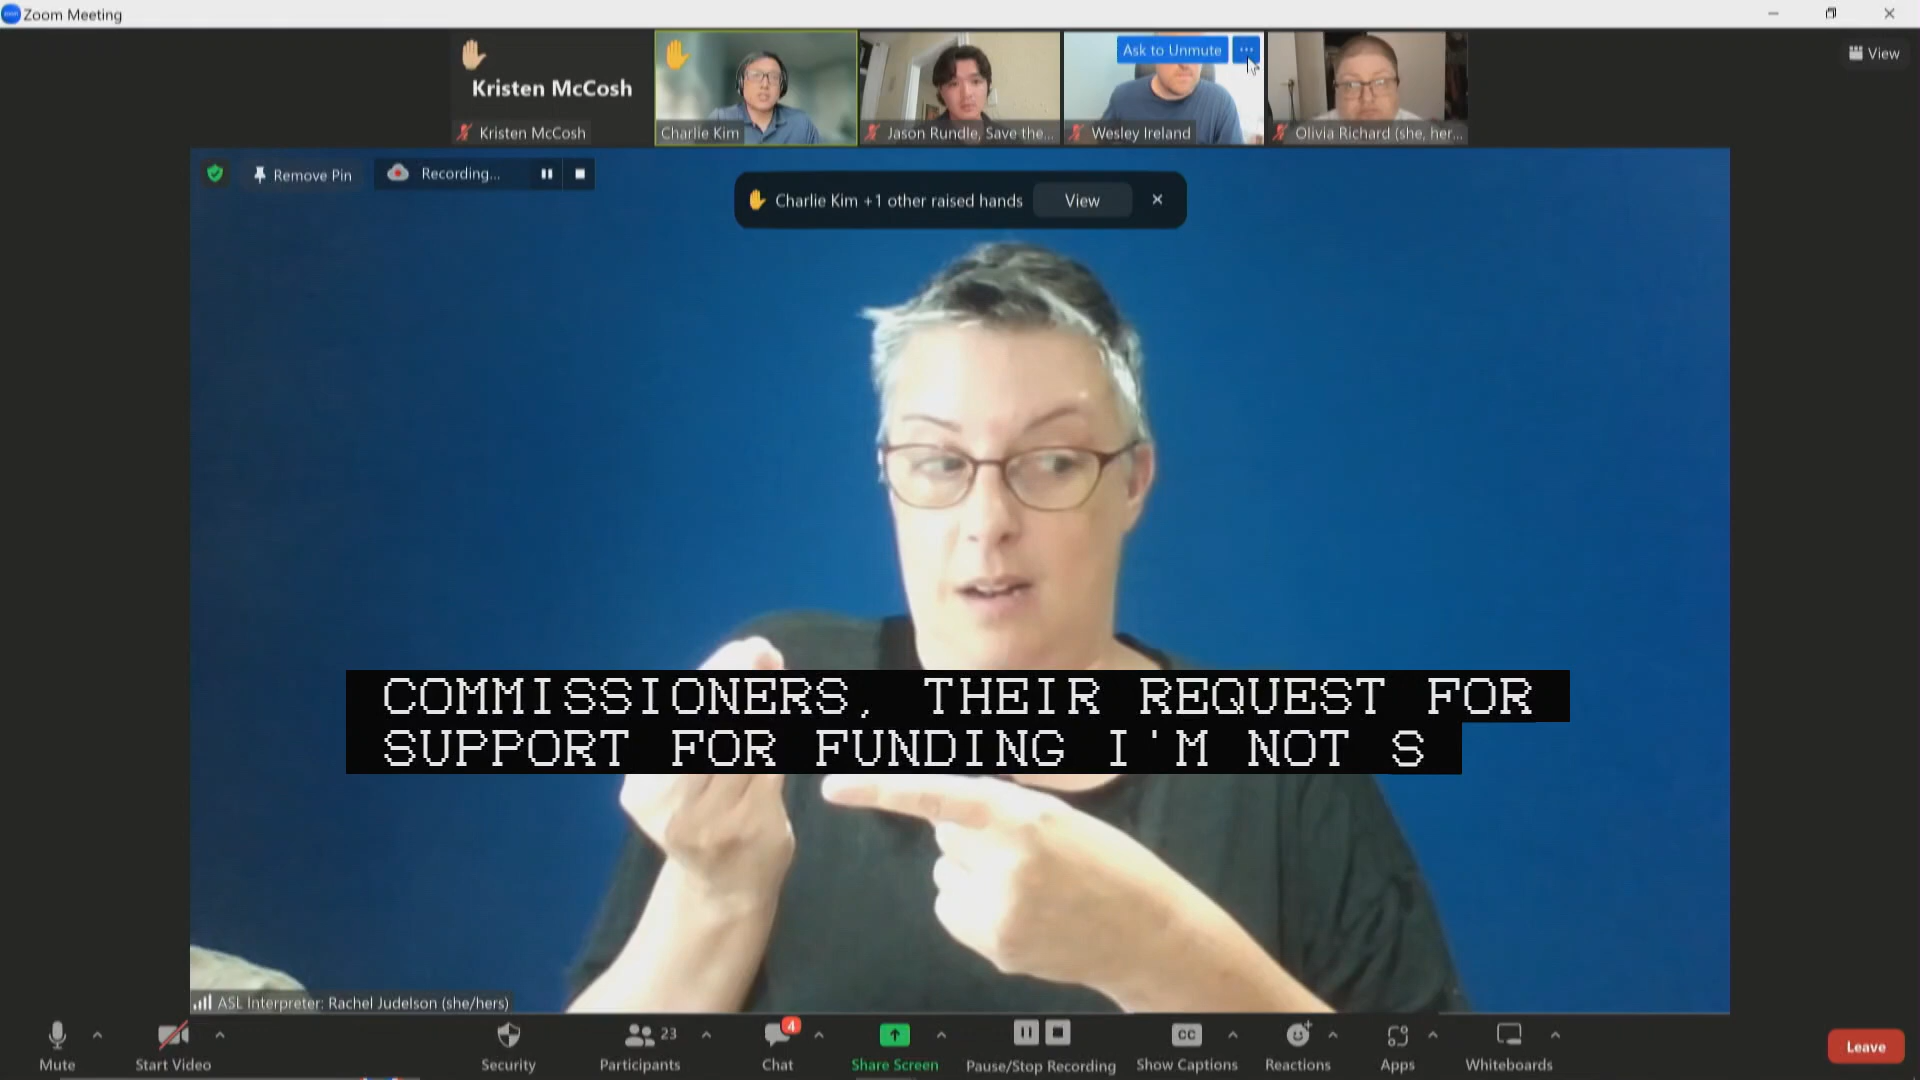 Zoom Meeting
Kristen McCosh
Kristen McCosh
Charlie Kim
Jason Rundle, Save the...
Ask to Unmute
Wesley Ireland
Olivia Richard (she, her...
View
Remove Pin
Recording...
Charlie Kim +1 other raised hands
View
COMMISSIONERS, THEIR REQUEST FOR
SUPPORT FOR FUNDING I'M NOT S
ASL Interpreter: Rachel Judelson (she/hers)
Mute
Start Video
Security
23
Participants
4
Chat
Share Screen
Pause/Stop Recording
CC
Show Captions
Reactions
Apps
Whiteboards
Leave